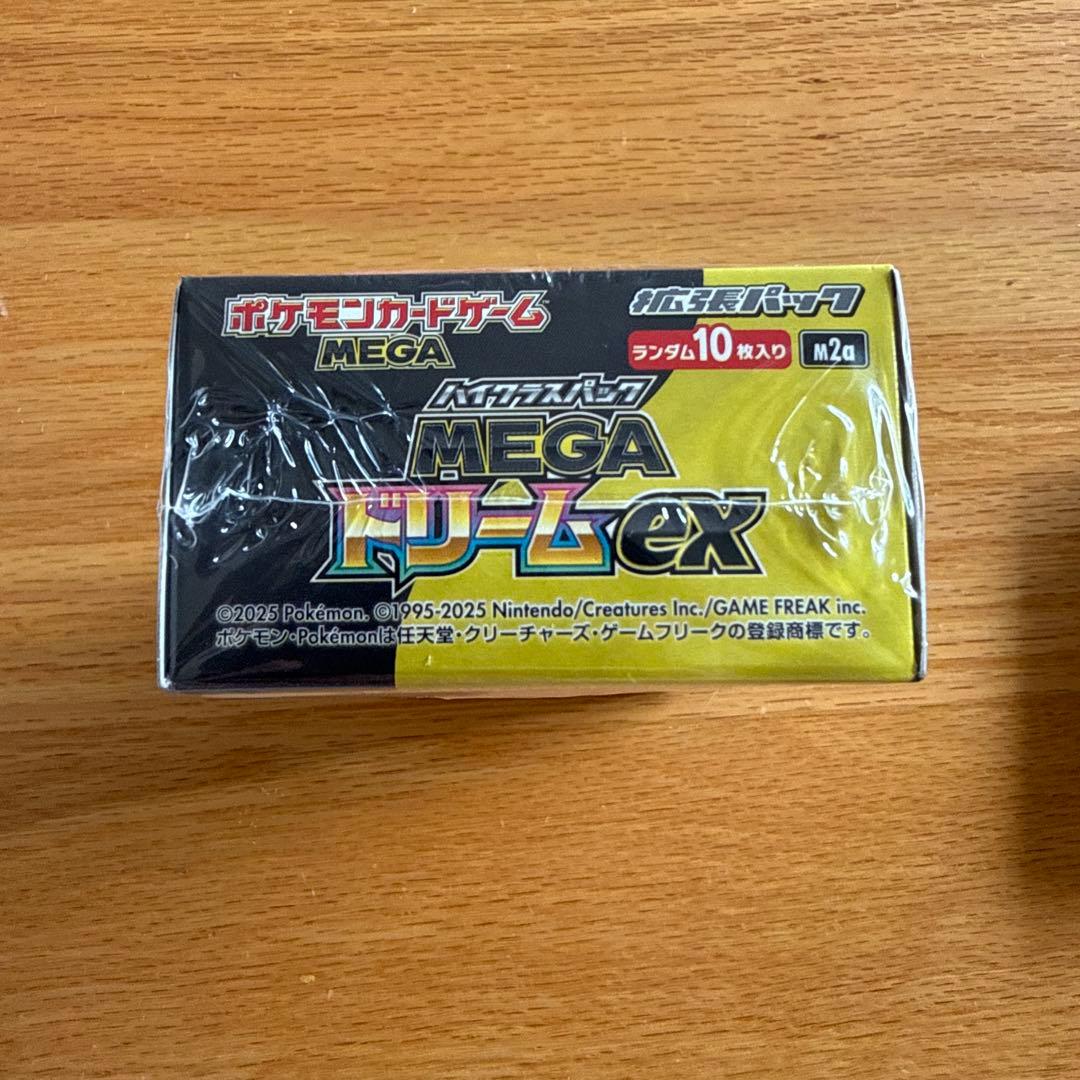 ポケモンカードゲーム
MEGA
拡張パック
ランダム10枚入り M2a
ハイクラスパック
MEGA
ドリームex
©2025 Pokémon. ©1995-2025 Nintendo/Creatures Inc./GAME FREAK inc.
ポケモン・Pokémonは任天堂・クリーチャーズ・ゲームフリークの登録商標です。